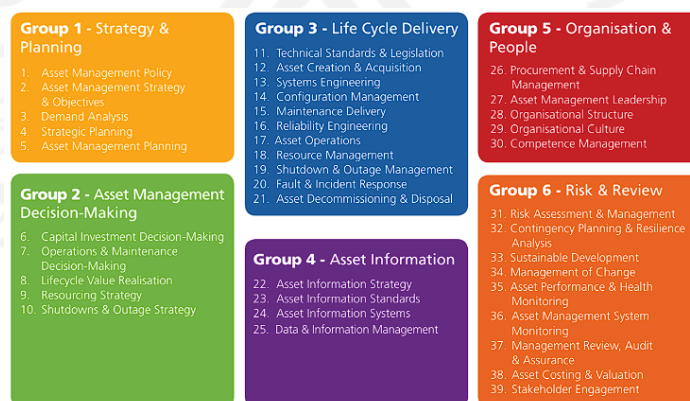 Group 1 - Strategy &
Planning
1. Asset Management Policy
2. Asset Management Strategy
& Objectives
3. Demand Analysis
4. Strategic Planning
5. Asset Management Planning
Group 2 - Asset Management
Decision-Making
6. Capital Investment Decision-Making
7. Operations & Maintenance
Decision-Making
8. Lifecycle Value Realisation
9. Resourcing Strategy
10. Shutdowns & Outage Strategy
Group 3 - Life Cycle Delivery
11. Technical Standards & Legislation
12. Asset Creation & Acquisition
13. Systems Engineering
14. Configuration Management
15. Maintenance Delivery
16. Reliability Engineering
17. Asset Operations
18. Resource Management
19. Shutdown & Outage Management
20. Fault & Incident Response
21. Asset Decommissioning & Disposal
Group 4 - Asset Information
22. Asset Information Strategy
23. Asset Information Standards
24. Asset Information Systems
25. Data & Information Management
Group 5 - Organisation &
People
26. Procurement & Supply Chain
Management
27. Asset Management Leadership
28. Organisational Structure
29. Organisational Culture
30. Competence Management
Group 6 - Risk & Review
31. Risk Assessment & Management
32. Contingency Planning & Resilience
Analysis
33. Sustainable Development
34. Management of Change
35. Asset Performance & Health
Monitoring
36. Asset Management System
Monitoring
37. Management Review, Audit
& Assurance
38. Asset Costing & Valuation
39. Stakeholder Engagement